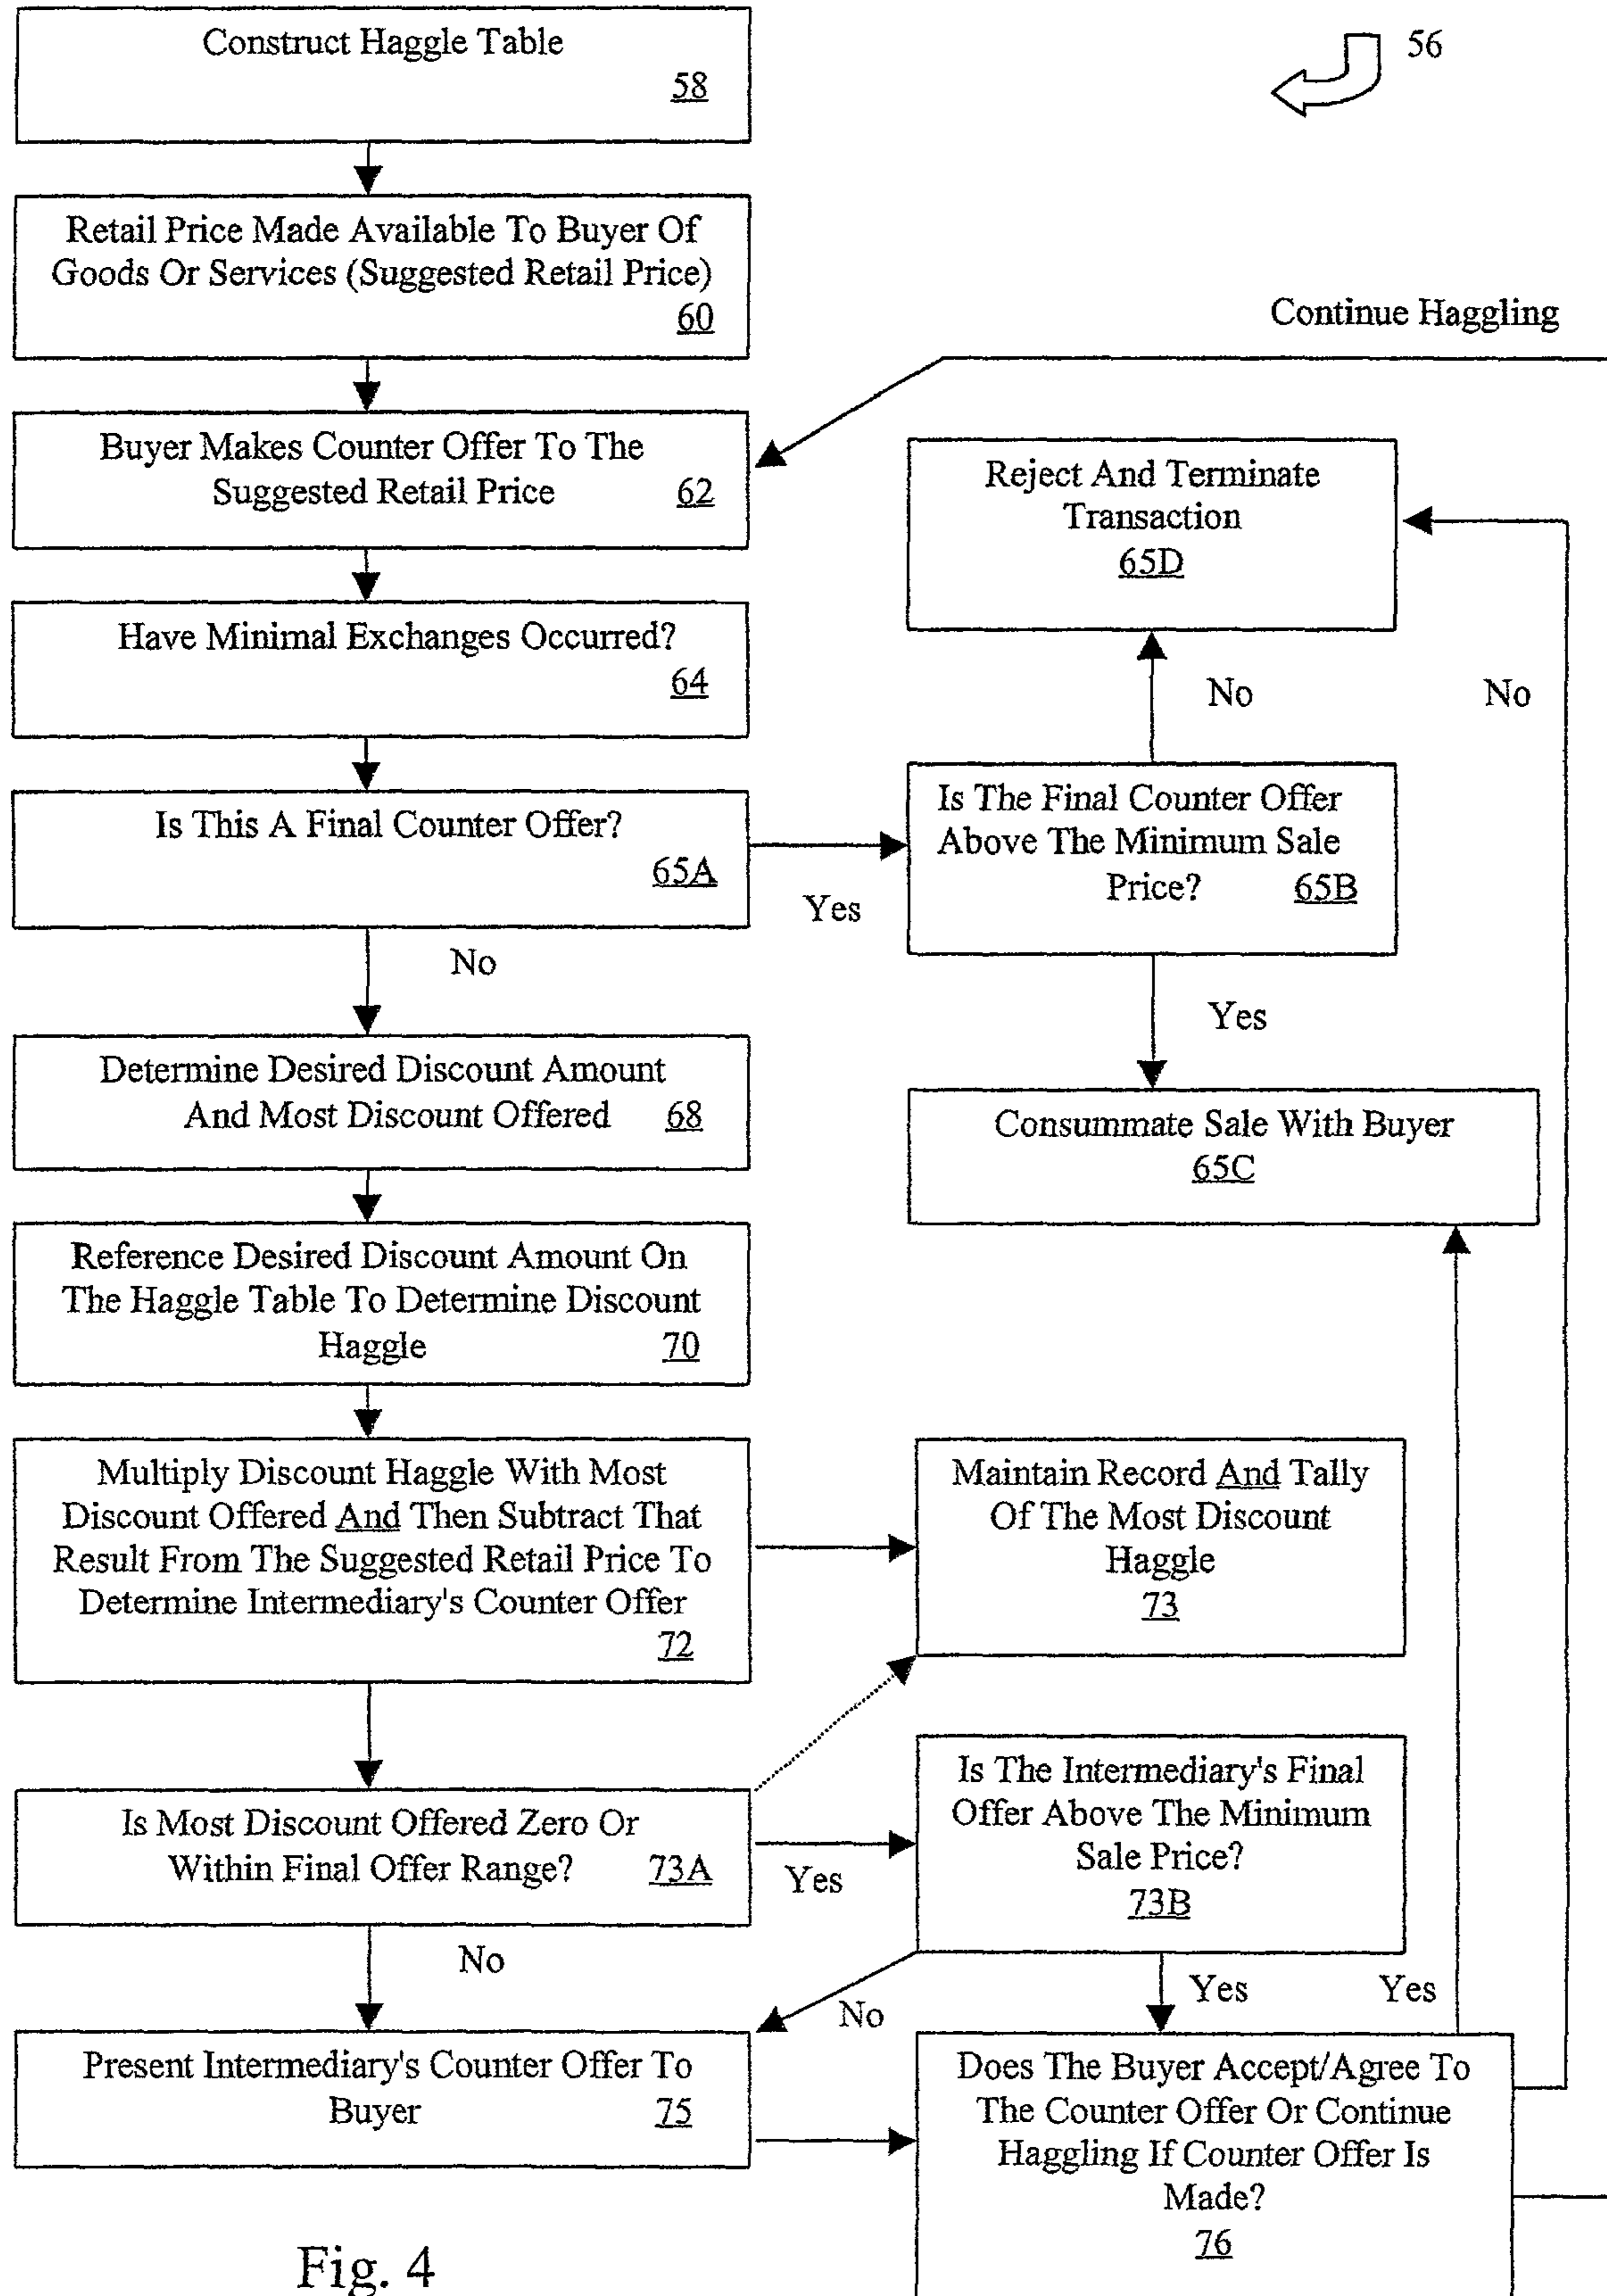 Construct Haggle Table
58
56
Retail Price Made Available To Buyer Of
Goods Or Services (Suggested Retail Price)
60
Continue Haggling
Buyer Makes Counter Offer To The
Suggested Retail Price 62
Reject And Terminate
Transaction
65D
Have Minimal Exchanges Occurred?
64
No
No
Is This A Final Counter Offer?
65A
Yes
Is The Final Counter Offer
Above The Minimum Sale
Price? 65B
No
Yes
Determine Desired Discount Amount
And Most Discount Offered 68
Consummate Sale With Buyer
65C
Reference Desired Discount Amount On
The Haggle Table To Determine Discount
Haggle 70
Multiply Discount Haggle With Most
Discount Offered And Then Subtract That
Result From The Suggested Retail Price To
Determine Intermediary's Counter Offer
72
Maintain Record And Tally
Of The Most Discount
Haggle
73
Is Most Discount Offered Zero Or
Within Final Offer Range? 73A
Yes
Is The Intermediary's Final
Offer Above The Minimum
Sale Price?
73B
No
No
Yes
Yes
Present Intermediary's Counter Offer To
Buyer 75
Does The Buyer Accept/Agree To
The Counter Offer Or Continue
Haggling If Counter Offer Is
Made?
76
Fig. 4